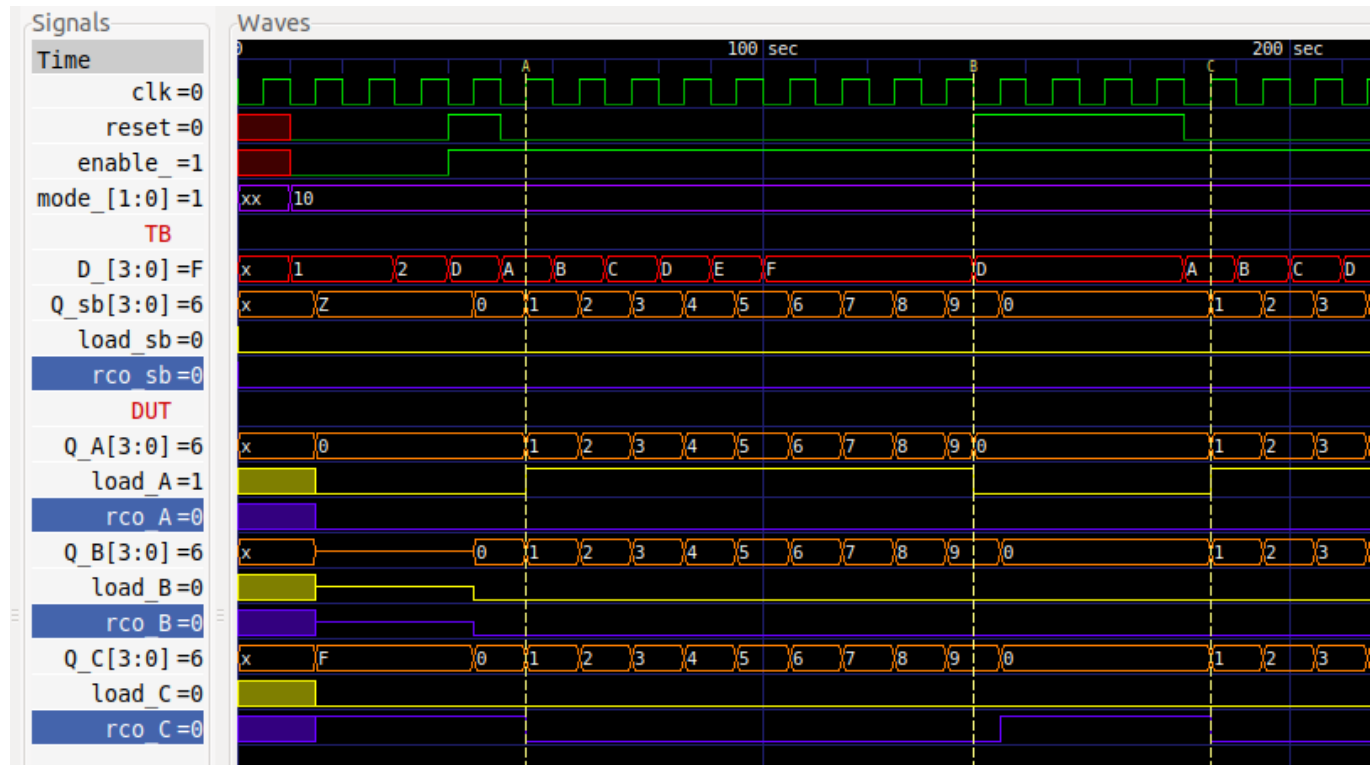 Signals Waves
Time 0 100 sec 200 sec
A B C
clk=0
reset=0
enable_=1
mode_[1:0]=1 xx 10
TB
D_[3:0]=F x 1 2 D A B C D E F D A B C D
Q_sb[3:0]=6 x Z 0 1 2 3 4 5 6 7 8 9 0 1 2 3
load_sb=0
rco_sb=0
DUT
Q_A[3:0]=6 x 0 1 2 3 4 5 6 7 8 9 0 1 2 3
load_A=1
rco_A=0
Q_B[3:0]=6 x 0 1 2 3 4 5 6 7 8 9 0 1 2 3
load_B=0
rco_B=0
Q_C[3:0]=6 x F 0 1 2 3 4 5 6 7 8 9 0 1 2 3
load_C=0
rco_C=0